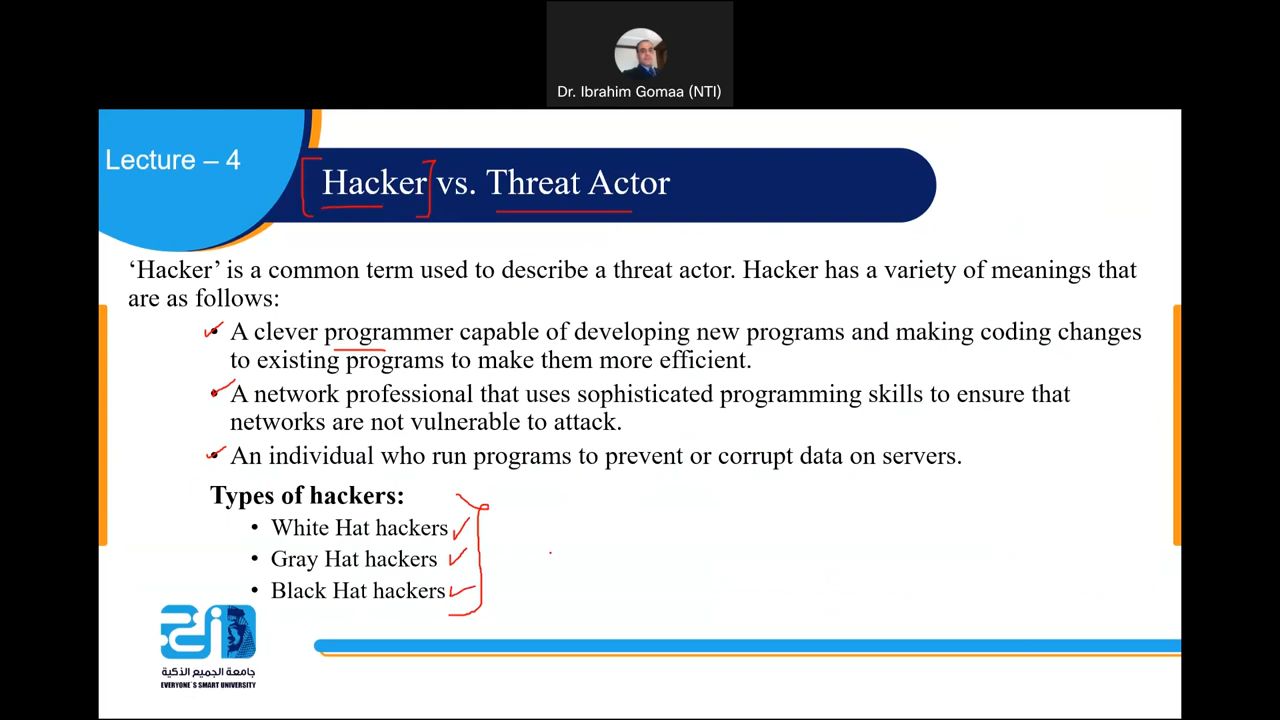 Dr. Ibrahim Gomaa (NTI)
Lecture – 4
Hacker vs. Threat Actor
‘Hacker’ is a common term used to describe a threat actor. Hacker has a variety of meanings that
are as follows:
• A clever programmer capable of developing new programs and making coding changes
to existing programs to make them more efficient.
• A network professional that uses sophisticated programming skills to ensure that
networks are not vulnerable to attack.
• An individual who run programs to prevent or corrupt data on servers.
Types of hackers:
• White Hat hackers
• Gray Hat hackers
• Black Hat hackers
جامعة الجميع الذكية
EVERYONE`S SMART UNIVERSITY